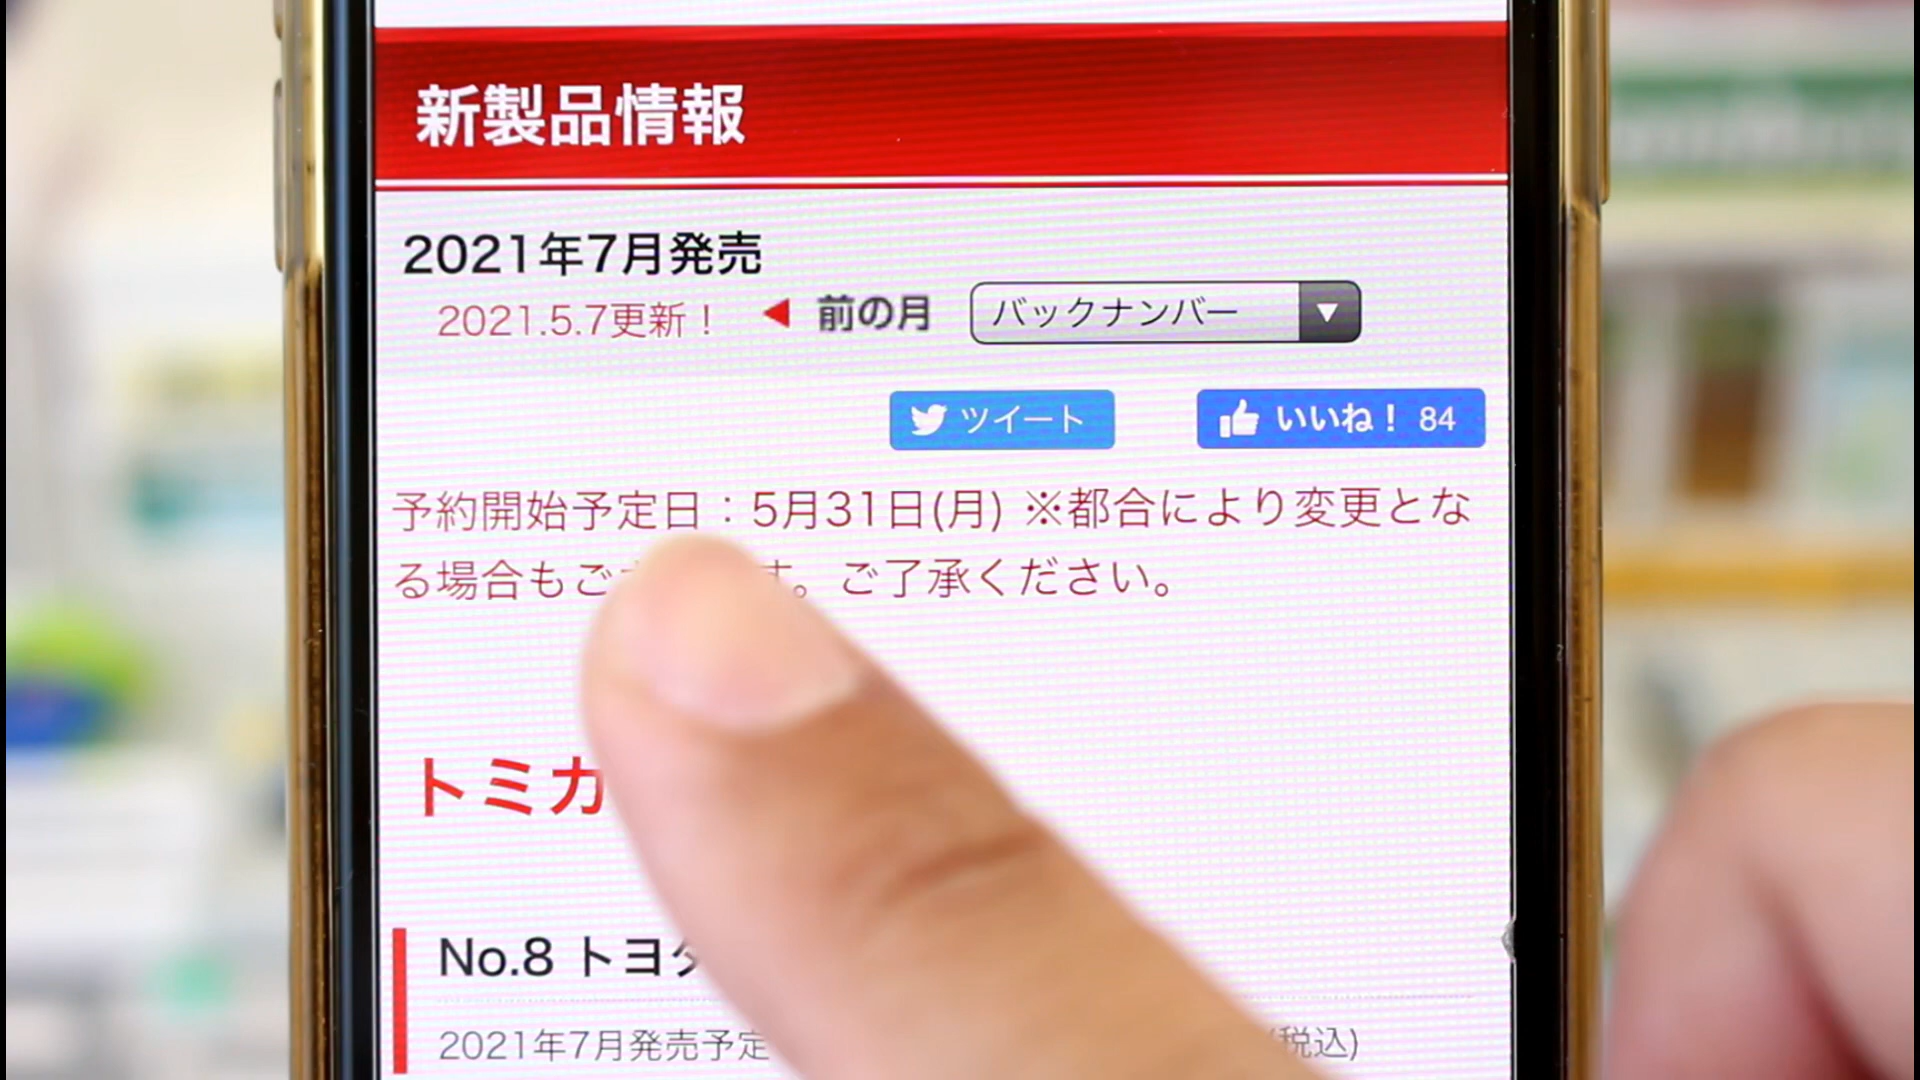 新製品情報
2021年7月発売
2021.5.7更新！ ◀ 前の月 バックナンバー ▼
ツイート いいね！ 84
予約開始予定日：5月31日(月) ※都合により変更とな
る場合もご す。ご了承ください。
トミカ
No.8 トヨタ
2021年7月発売予定 (税込)